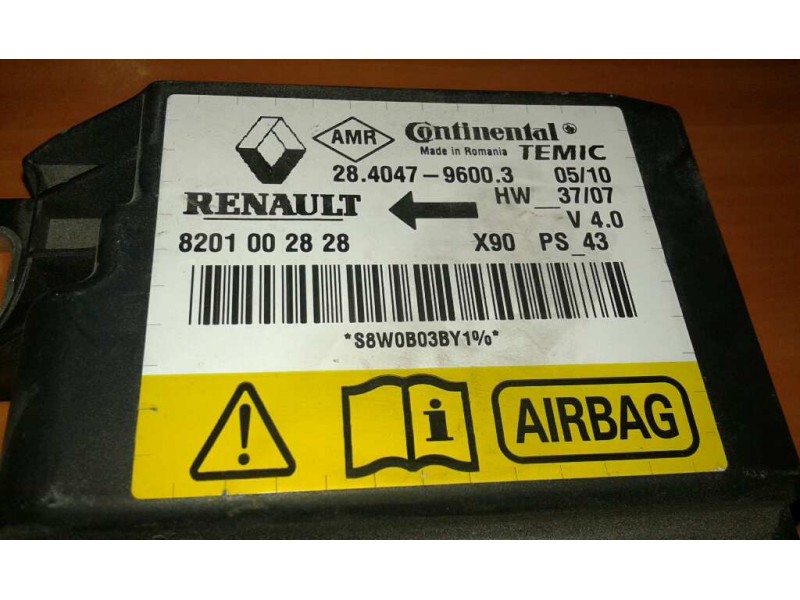 AMR Continental
Made in Romania TEMIC
28.4047-9600.3 05/10
HW__37/07
RENAULT
V 4.0
8201 00 28 28 X90 PS_43
*S8W0B03BY1%*
i AIRBAG